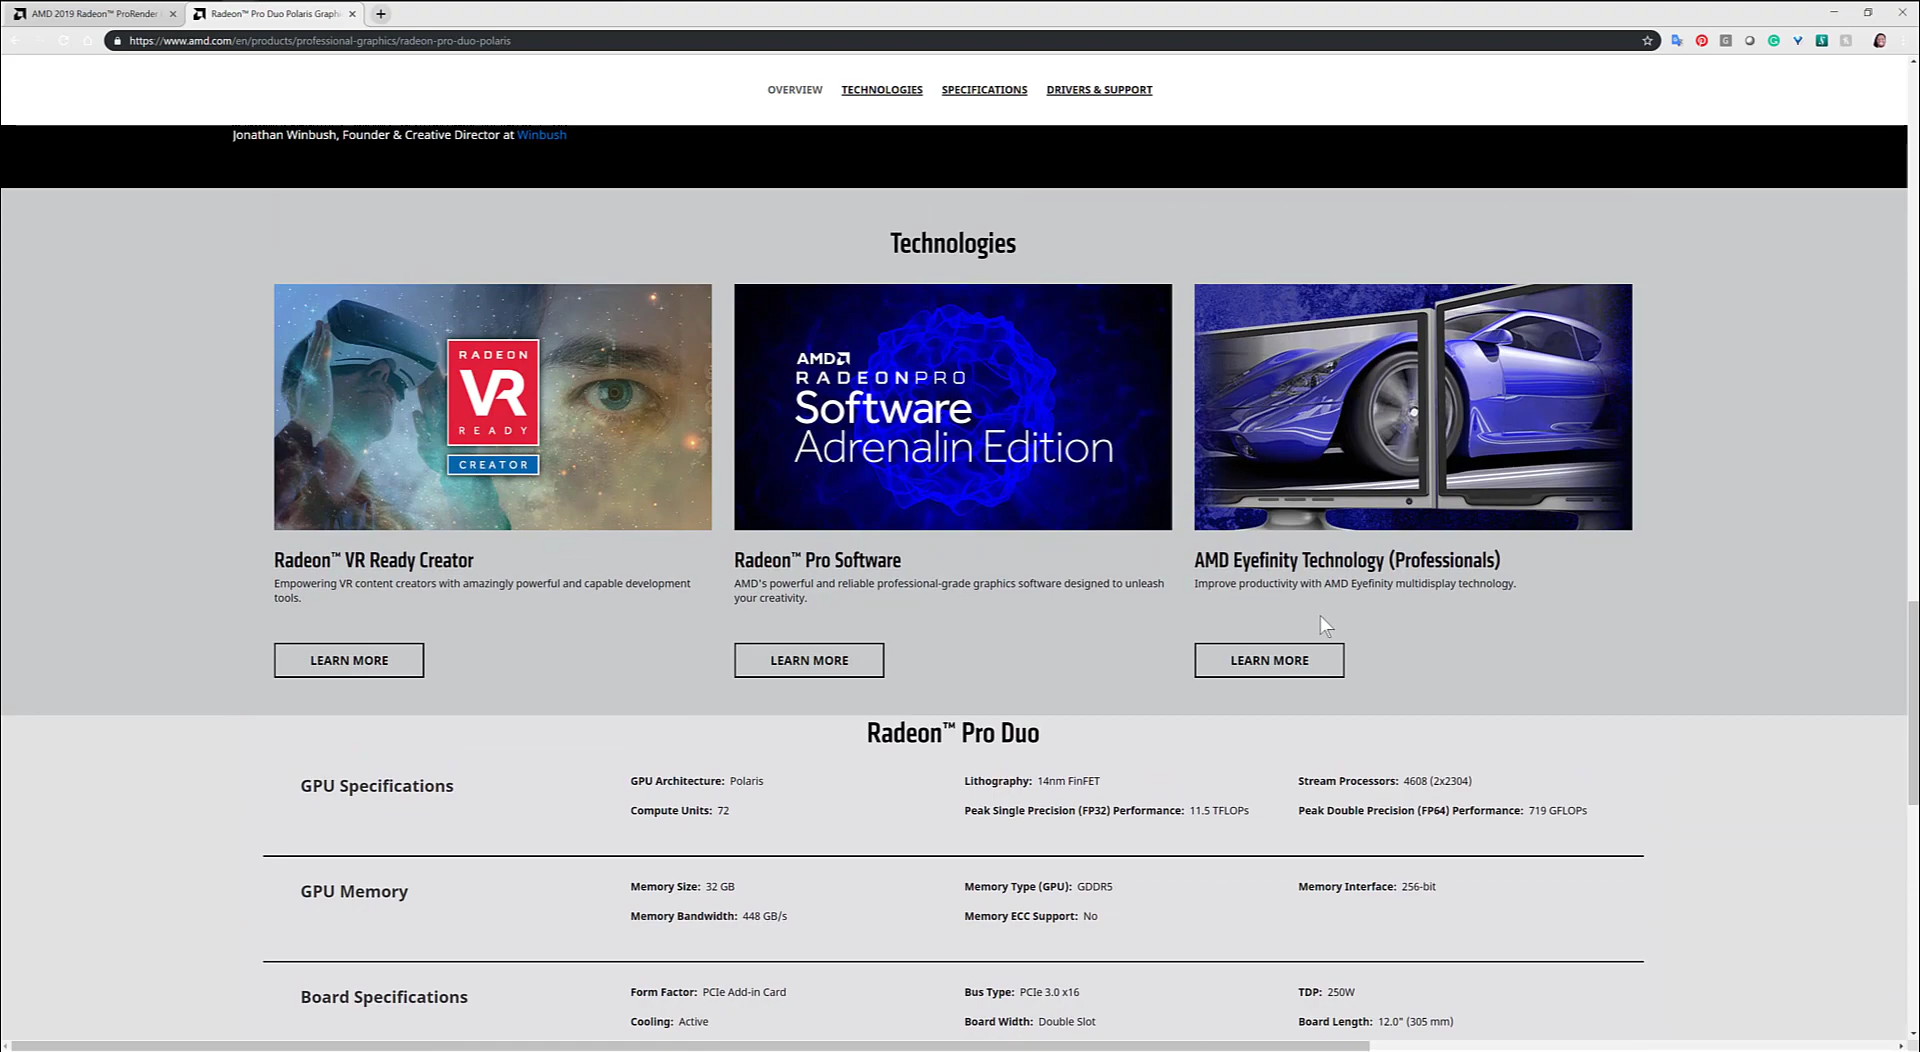 AMD 2019 Radeon™ ProRender
Radeon™ Pro Duo Polaris Graphi
https://www.amd.com/en/products/professional-graphics/radeon-pro-duo-polaris
OVERVIEW TECHNOLOGIES SPECIFICATIONS DRIVERS & SUPPORT
Jonathan Winbush, Founder & Creative Director at Winbush
Technologies
RADEON
VR
READY
CREATOR
AMD
RADEONPRO
Software
Adrenalin Edition
Radeon™ VR Ready Creator
Empowering VR content creators with amazingly powerful and capable development
tools.
LEARN MORE
Radeon™ Pro Software
AMD's powerful and reliable professional-grade graphics software designed to unleash
your creativity.
LEARN MORE
AMD Eyefinity Technology (Professionals)
Improve productivity with AMD Eyefinity multidisplay technology.
LEARN MORE
Radeon™ Pro Duo
GPU Specifications
GPU Architecture: Polaris
Lithography: 14nm FinFET
Stream Processors: 4608 (2x2304)
Compute Units: 72
Peak Single Precision (FP32) Performance: 11.5 TFLOPs
Peak Double Precision (FP64) Performance: 719 GFLOPs
GPU Memory
Memory Size: 32 GB
Memory Type (GPU): GDDR5
Memory Interface: 256-bit
Memory Bandwidth: 448 GB/s
Memory ECC Support: No
Board Specifications
Form Factor: PCIe Add-in Card
Bus Type: PCIe 3.0 x16
TDP: 250W
Cooling: Active
Board Width: Double Slot
Board Length: 12.0" (305 mm)